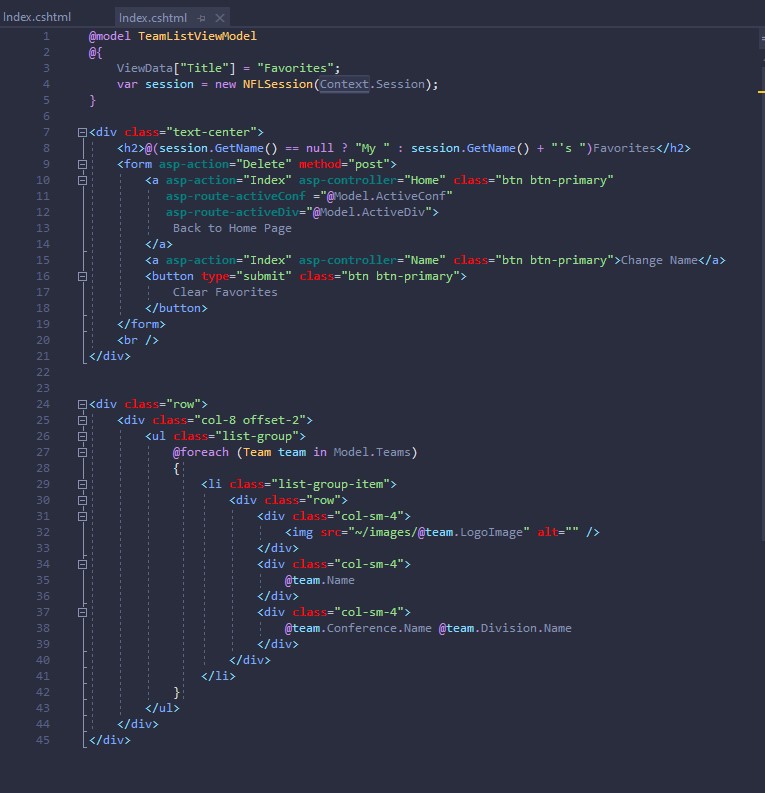 Index.cshtml Index.cshtml
1 @model TeamListViewModel
2 @{
3 ViewData["Title"] = "Favorites";
4 var session = new NFLSession(Context.Session);
5 }
6
7 <div class="text-center">
8 <h2>@(session.GetName() == null ? "My " : session.GetName() + "'s ")Favorites</h2>
9 <form asp-action="Delete" method="post">
10 <a asp-action="Index" asp-controller="Home" class="btn btn-primary"
11 asp-route-activeConf ="@Model.ActiveConf"
12 asp-route-activeDiv="@Model.ActiveDiv">
13 Back to Home Page
14 </a>
15 <a asp-action="Index" asp-controller="Name" class="btn btn-primary">Change Name</a>
16 <button type="submit" class="btn btn-primary">
17 Clear Favorites
18 </button>
19 </form>
20 <br />
21 </div>
22
23
24 <div class="row">
25 <div class="col-8 offset-2">
26 <ul class="list-group">
27 @foreach (Team team in Model.Teams)
28 {
29 <li class="list-group-item">
30 <div class="row">
31 <div class="col-sm-4">
32 <img src="~/images/@team.LogoImage" alt="" />
33 </div>
34 <div class="col-sm-4">
35 @team.Name
36 </div>
37 <div class="col-sm-4">
38 @team.Conference.Name @team.Division.Name
39 </div>
40 </div>
41 </li>
42 }
43 </ul>
44 </div>
45 </div>